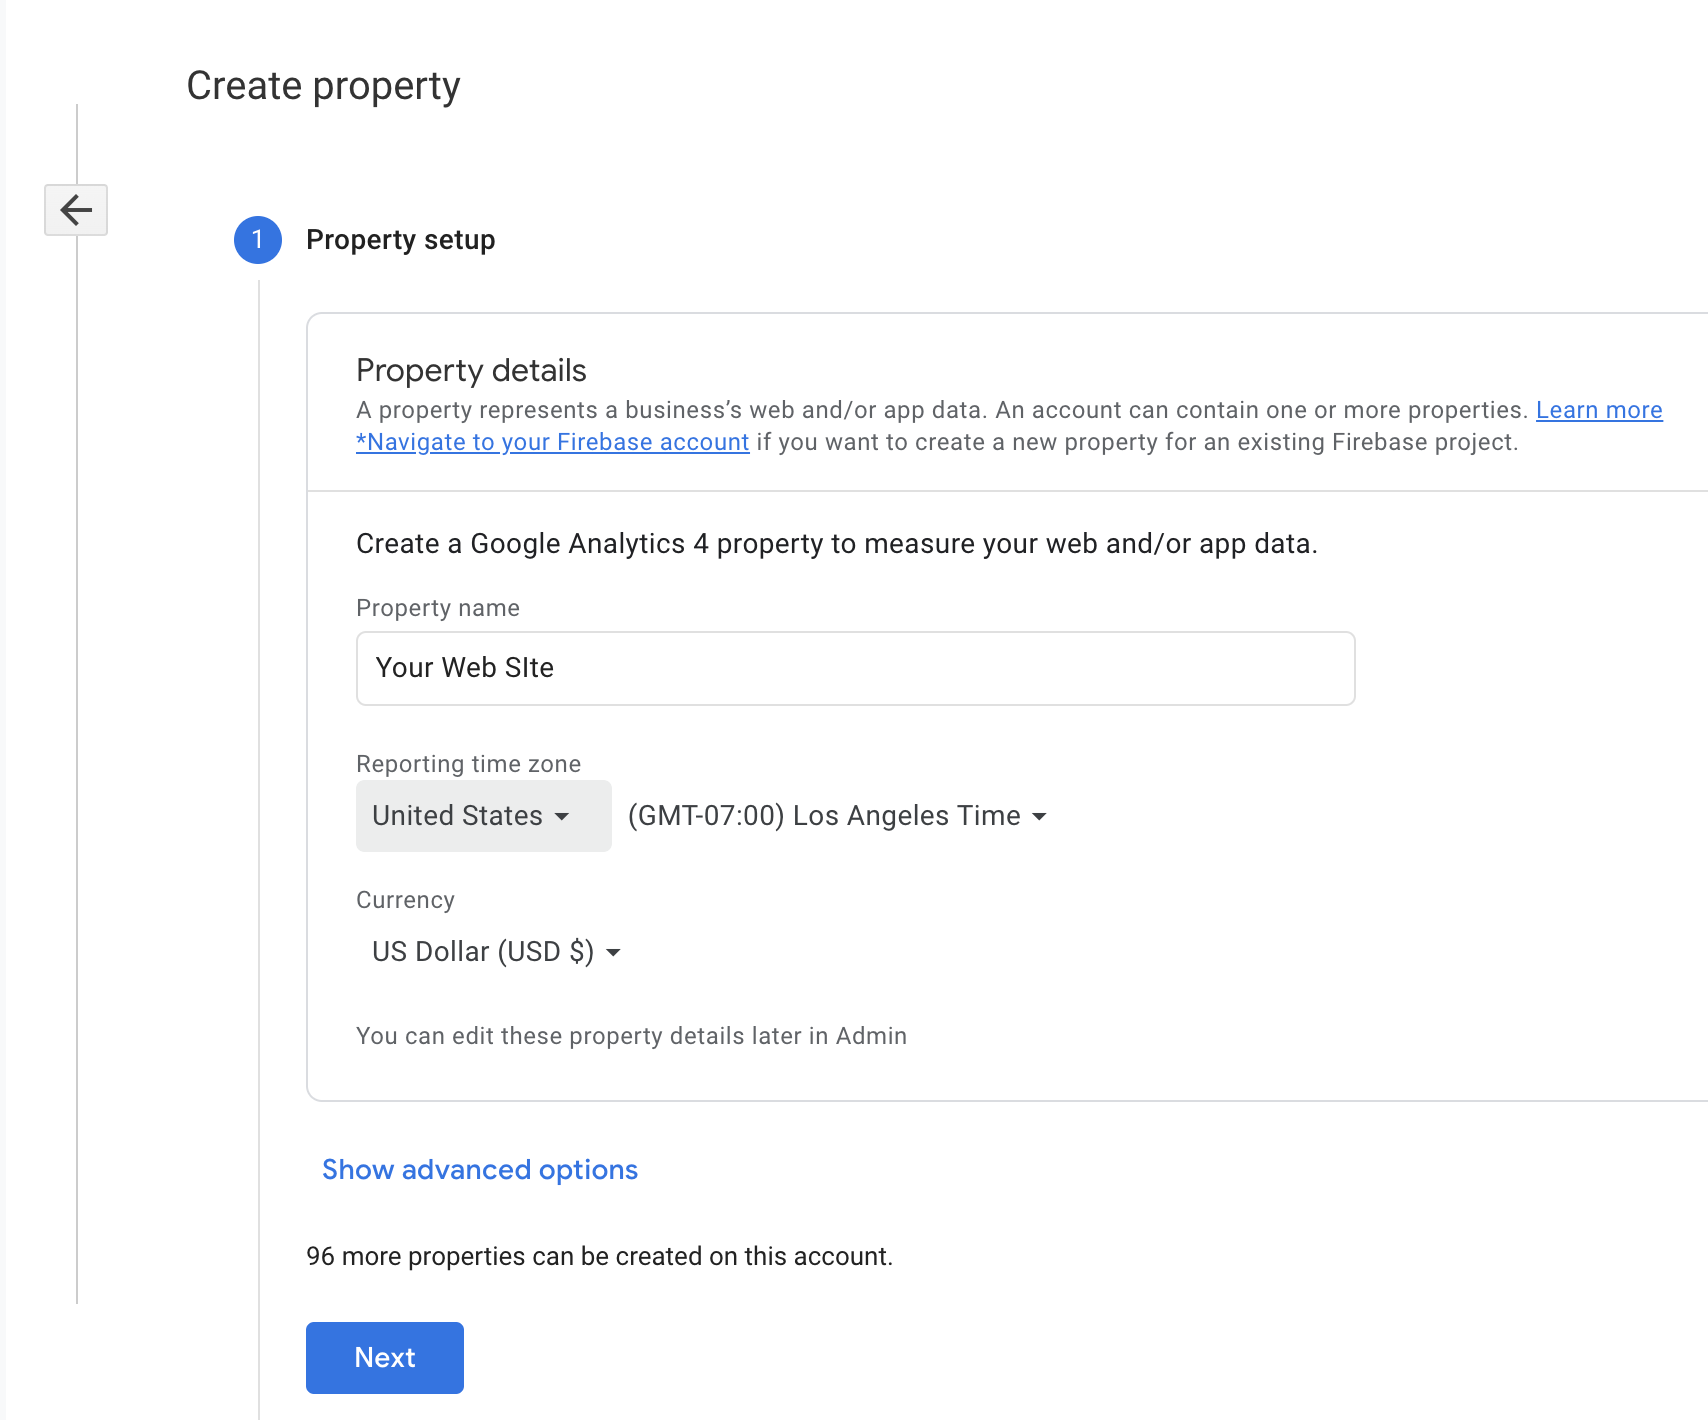 Create property
1 Property setup
Property details
A property represents a business’s web and/or app data. An account can contain one or more properties. Learn more
*Navigate to your Firebase account if you want to create a new property for an existing Firebase project.
Create a Google Analytics 4 property to measure your web and/or app data.
Property name
Your Web SIte
Reporting time zone
United States (GMT-07:00) Los Angeles Time
Currency
US Dollar (USD $)
You can edit these property details later in Admin
Show advanced options
96 more properties can be created on this account.
Next